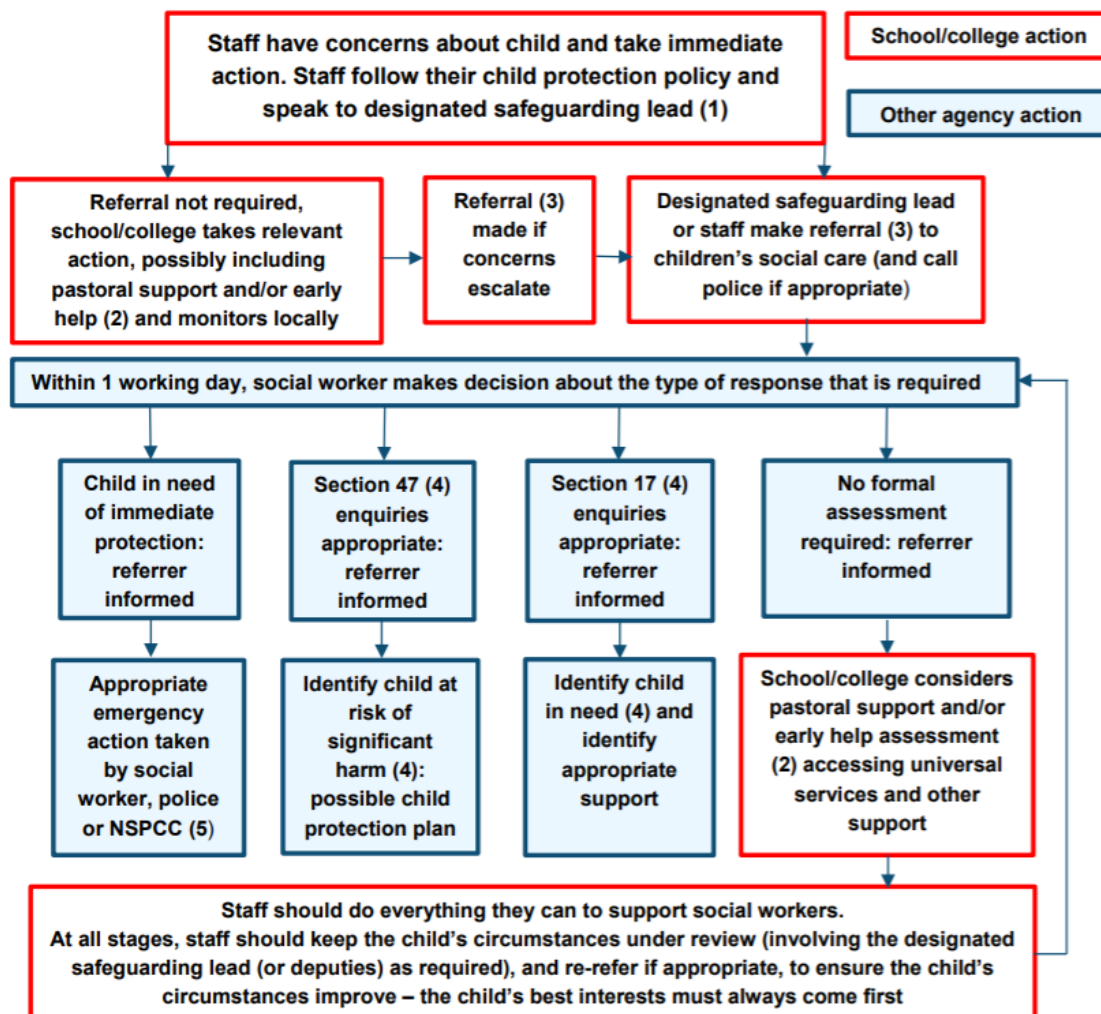 Staff have concerns about child and take immediate
action. Staff follow their child protection policy and
speak to designated safeguarding lead (1)
School/college action
Other agency action
Referral not required,
school/college takes relevant
action, possibly including
pastoral support and/or early
help (2) and monitors locally
Referral (3)
made if
concerns
escalate
Designated safeguarding lead
or staff make referral (3) to
children’s social care (and call
police if appropriate)
Within 1 working day, social worker makes decision about the type of response that is required
Child in need
of immediate
protection:
referrer
informed
Section 47 (4)
enquiries
appropriate:
referrer
informed
Section 17 (4)
enquiries
appropriate:
referrer
informed
No formal
assessment
required: referrer
informed
Appropriate
emergency
action taken
by social
worker, police
or NSPCC (5)
Identify child at
risk of
significant
harm (4):
possible child
protection plan
Identify child
in need (4) and
identify
appropriate
support
School/college considers
pastoral support and/or
early help assessment
(2) accessing universal
services and other
support
Staff should do everything they can to support social workers.
At all stages, staff should keep the child’s circumstances under review (involving the designated
safeguarding lead (or deputies) as required), and re-refer if appropriate, to ensure the child’s
circumstances improve – the child’s best interests must always come first